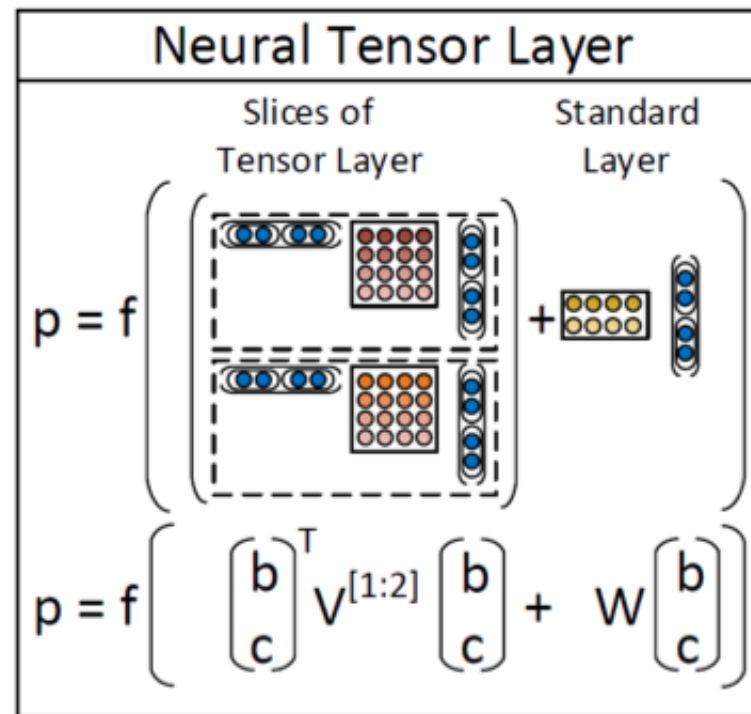 Neural Tensor Layer
Slices of Standard
Tensor Layer Layer
p = f +
p = f ( [b c]^T V^[1:2] [b c] + W [b c] )